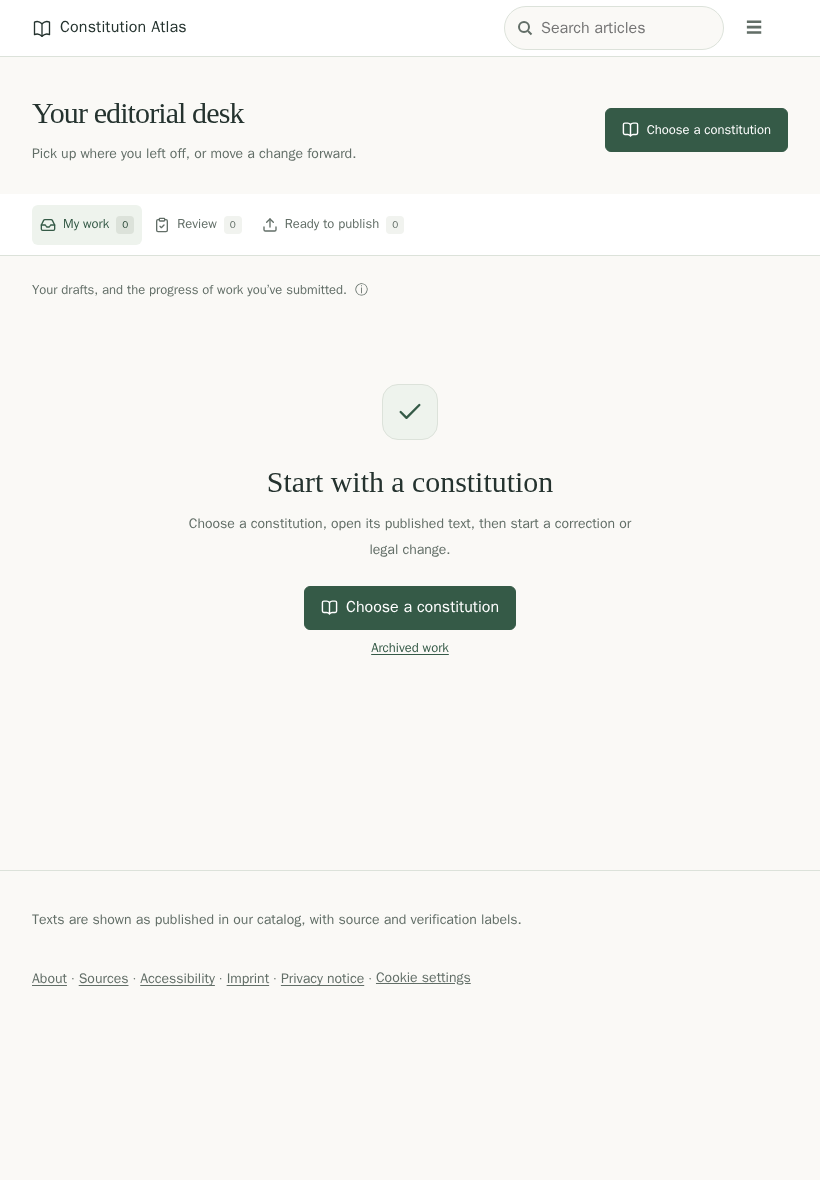 Constitution Atlas
Search articles
Your editorial desk
Pick up where you left off, or move a change forward.
Choose a constitution
My work 0
Review 0
Ready to publish 0
Your drafts, and the progress of work you've submitted.
Start with a constitution
Choose a constitution, open its published text, then start a correction or
legal change.
Choose a constitution
Archived work
Texts are shown as published in our catalog, with source and verification labels.
About · Sources · Accessibility · Imprint · Privacy notice · Cookie settings